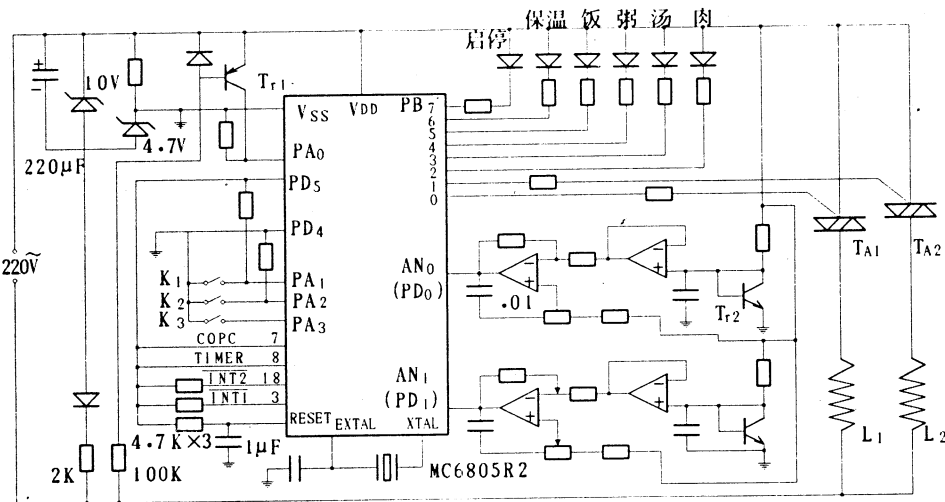 保温 饭 粥 汤 肉
启停
10V
Tr1
220μF
4.7V
VSS
VDD
PB 7
6
5
4
3
2
1
0
PA0
PD5
PD4
220V~
K1
PA1
K2
PA2
K3
PA3
AN0
(PD0)
.01
Tr2
TA1
TA2
COPC 7
TIMER 8
INT2 18
INT1 3
AN1
(PD1)
RESET
EXTAL
XTAL
4.7K×3
1μF
MC6805R2
2K
100K
L1
L2